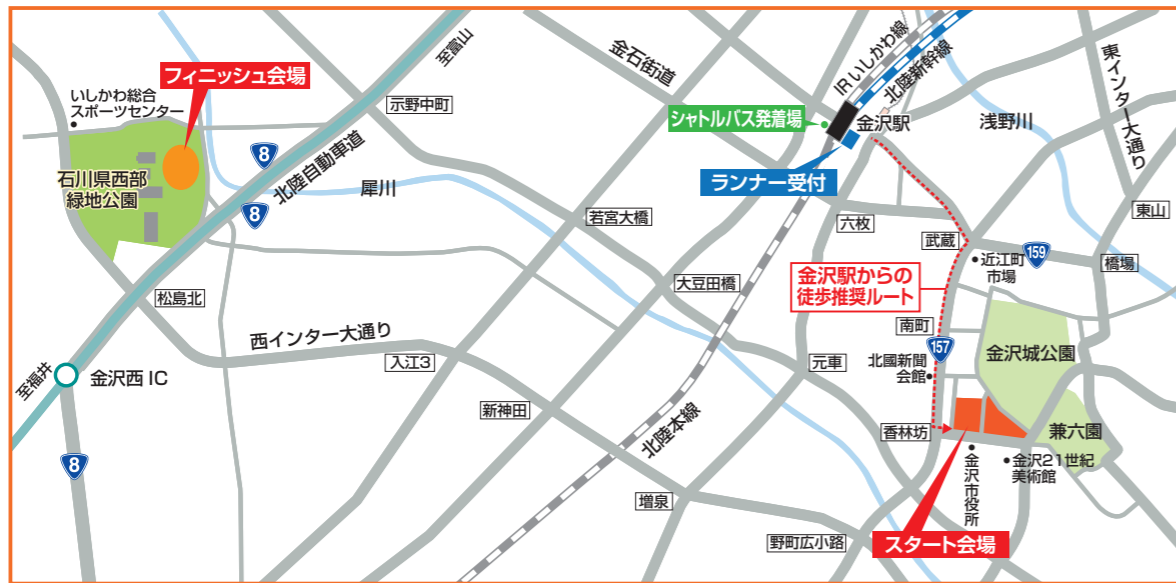 フィニッシュ会場
いしかわ総合
スポーツセンター
石川県西部
緑地公園
至富山
示野中町
8
北陸自動車道
8
犀川
金石街道
IRいしかわ線
北陸新幹線
シャトルバス発着場
金沢駅
ランナー受付
浅野川
東インター大通り
東山
若宮大橋
六枚
武蔵
159
橋場
近江町
市場
金沢駅からの
徒歩推奨ルート
大豆田橋
松島北
西インター大通り
南町
157
金沢城公園
北國新聞
会館
入江3
元車
至福井
金沢西 IC
新神田
北陸本線
香林坊
兼六園
金沢21世紀
美術館
金沢市役所
8
増泉
野町広小路
スタート会場